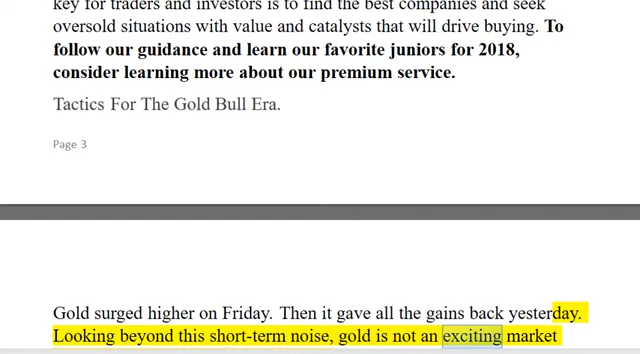 key for traders and investors is to find the best companies and seek
oversold situations with value and catalysts that will drive buying. To
follow our guidance and learn our favorite juniors for 2018,
consider learning more about our premium service.
Tactics For The Gold Bull Era.
Page 3
Gold surged higher on Friday. Then it gave all the gains back yesterday.
Looking beyond this short-term noise, gold is not an exciting market